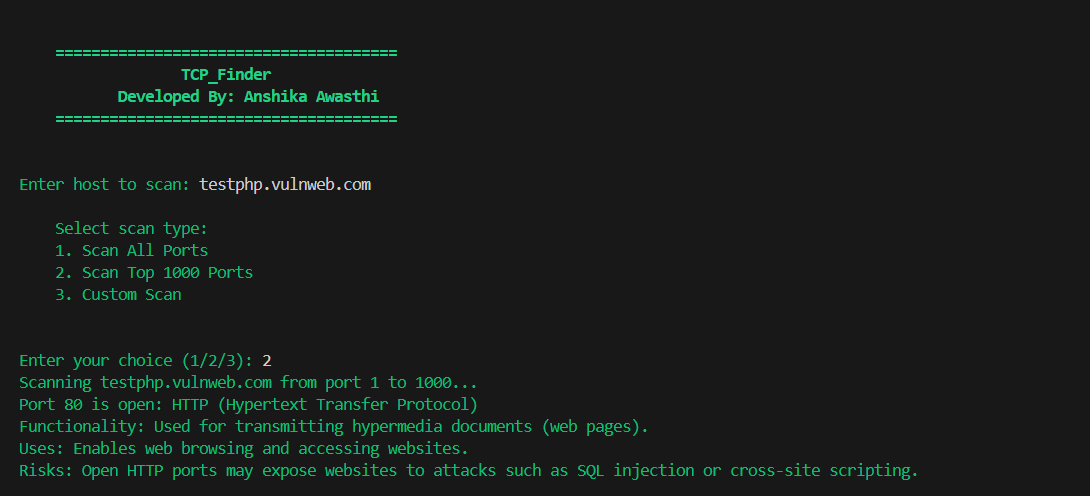 ======================================
TCP_Finder
Developed By: Anshika Awasthi
======================================
Enter host to scan: testphp.vulnweb.com
Select scan type:
1. Scan All Ports
2. Scan Top 1000 Ports
3. Custom Scan
Enter your choice (1/2/3): 2
Scanning testphp.vulnweb.com from port 1 to 1000...
Port 80 is open: HTTP (Hypertext Transfer Protocol)
Functionality: Used for transmitting hypermedia documents (web pages).
Uses: Enables web browsing and accessing websites.
Risks: Open HTTP ports may expose websites to attacks such as SQL injection or cross-site scripting.